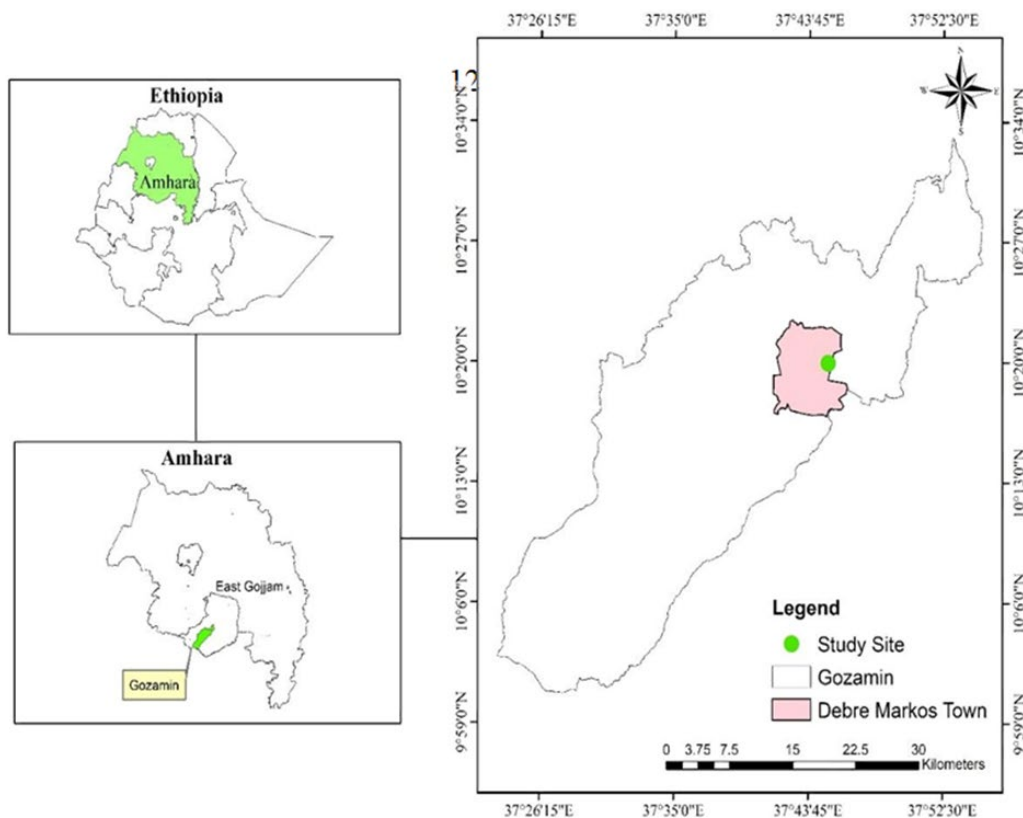 Ethiopia
Amhara
Amhara
East Gojjam
Gozamin
12
37°26'15"E 37°35'0"E 37°43'45"E 37°52'30"E
N
W E
S
10°34'0"N 10°34'0"N
10°27'0"N 10°27'0"N
10°20'0"N 10°20'0"N
10°13'0"N 10°13'0"N
10°6'0"N 10°6'0"N
9°59'0"N 9°59'0"N
Legend
Study Site
Gozamin
Debre Markos Town
0 3.75 7.5 15 22.5 30
Kilometers
37°26'15"E 37°35'0"E 37°43'45"E 37°52'30"E